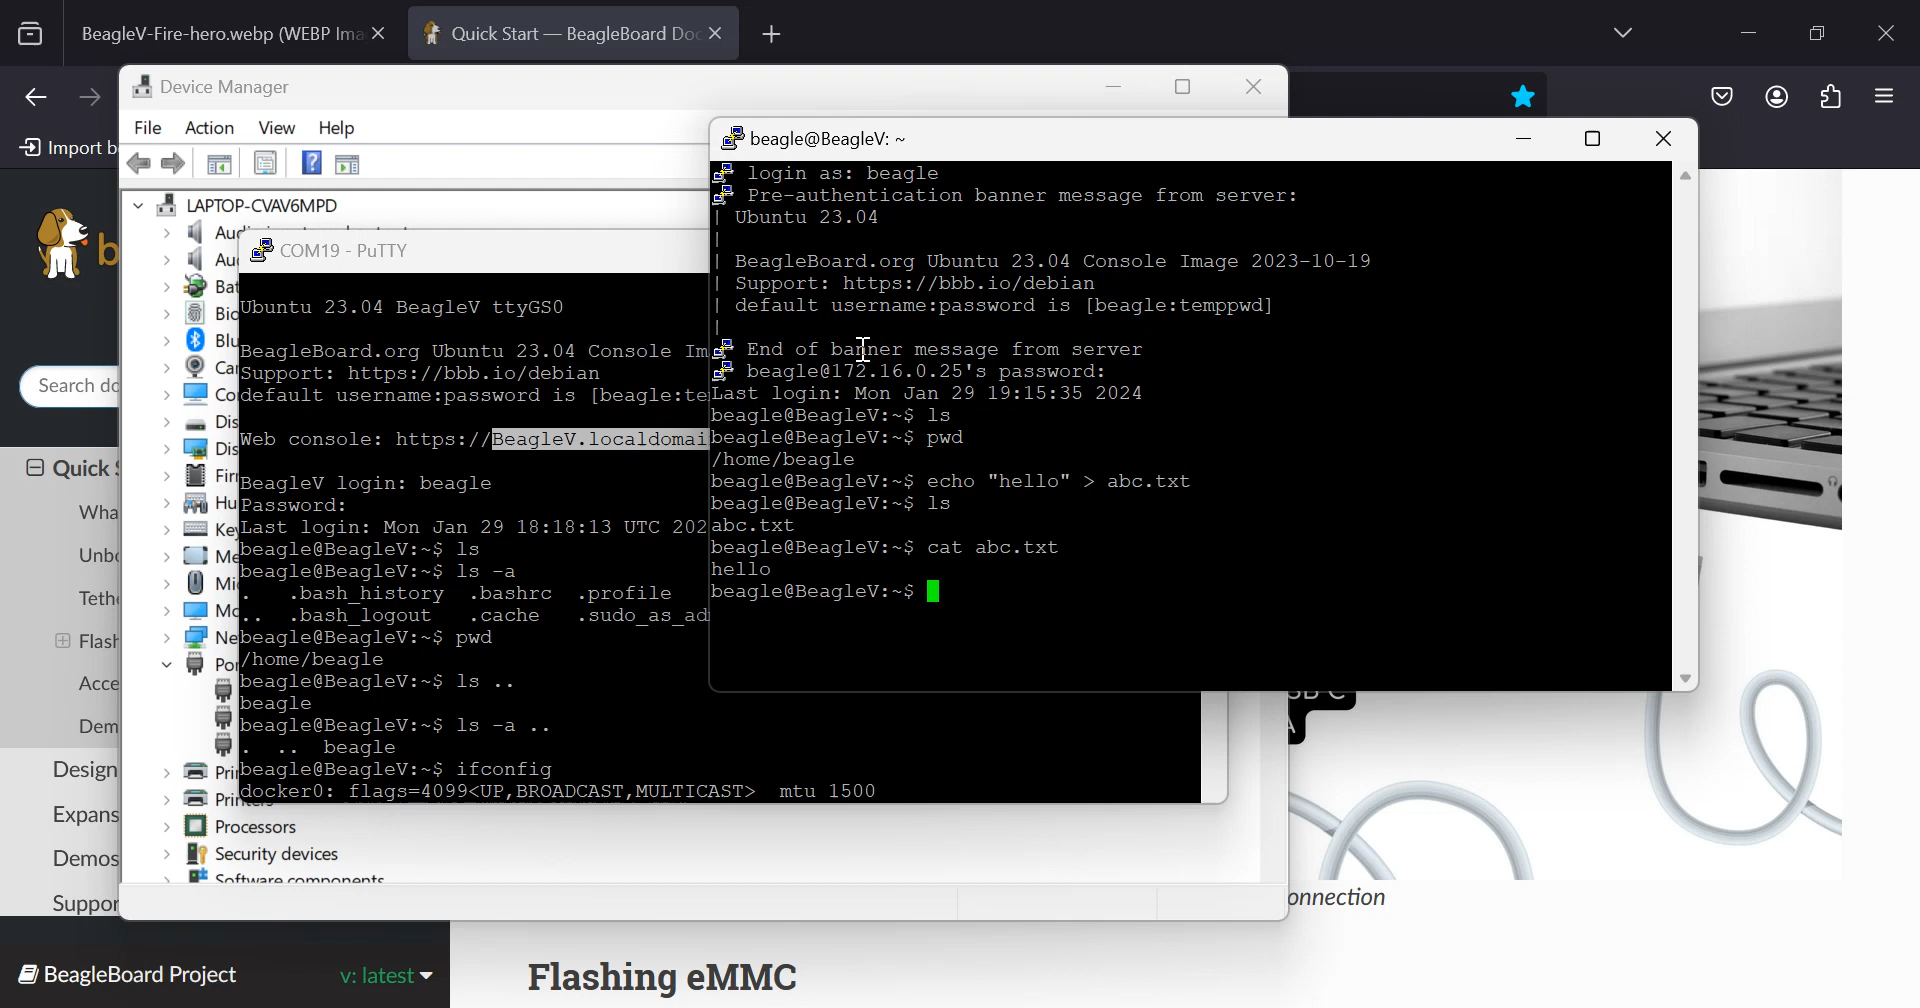 BeagleV-Fire-hero.webp (WEBP Ima
Quick Start — BeagleBoard Doc
Import b
Device Manager
File Action View Help
LAPTOP-CVAV6MPD
Processors
Security devices
Software components
COM19 - PuTTY
Ubuntu 23.04 BeagleV ttyGS0
BeagleBoard.org Ubuntu 23.04 Console Im
Support: https://bbb.io/debian
default username:password is [beagle:te
Web console: https://BeagleV.localdomai
BeagleV login: beagle
Password:
Last login: Mon Jan 29 18:18:13 UTC 202
beagle@BeagleV:~$ ls
beagle@BeagleV:~$ ls -a
. .bash_history .bashrc .profile
.. .bash_logout .cache .sudo_as_ad
beagle@BeagleV:~$ pwd
/home/beagle
beagle@BeagleV:~$ ls ..
beagle
beagle@BeagleV:~$ ls -a ..
. .. beagle
beagle@BeagleV:~$ ifconfig
docker0: flags=4099<UP,BROADCAST,MULTICAST> mtu 1500
beagle@BeagleV: ~
login as: beagle
Pre-authentication banner message from server:
| Ubuntu 23.04
|
| BeagleBoard.org Ubuntu 23.04 Console Image 2023-10-19
| Support: https://bbb.io/debian
| default username:password is [beagle:temppwd]
|
End of banner message from server
beagle@172.16.0.25's password:
Last login: Mon Jan 29 19:15:35 2024
beagle@BeagleV:~$ ls
beagle@BeagleV:~$ pwd
/home/beagle
beagle@BeagleV:~$ echo "hello" > abc.txt
beagle@BeagleV:~$ ls
abc.txt
beagle@BeagleV:~$ cat abc.txt
hello
beagle@BeagleV:~$
b
Search do
Quick S
Wha
Unbo
Teth
Flash
Acce
Dem
Design
Expans
Demos
Suppor
BeagleBoard Project
v: latest
onnection
Flashing eMMC